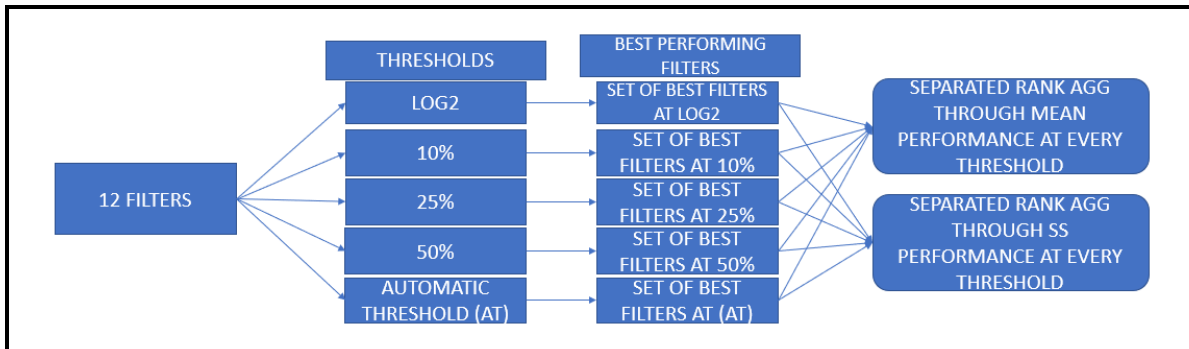 12 FILTERS
THRESHOLDS
LOG2
10%
25%
50%
AUTOMATIC
THRESHOLD (AT)
BEST PERFORMING
FILTERS
SET OF BEST FILTERS
AT LOG2
SET OF BEST
FILTERS AT 10%
SET OF BEST
FILTERS AT 25%
SET OF BEST
FILTERS AT 50%
SET OF BEST
FILTERS AT (AT)
SEPARATED RANK AGG
THROUGH MEAN
PERFORMANCE AT EVERY
THRESHOLD
SEPARATED RANK AGG
THROUGH SS
PERFORMANCE AT EVERY
THRESHOLD